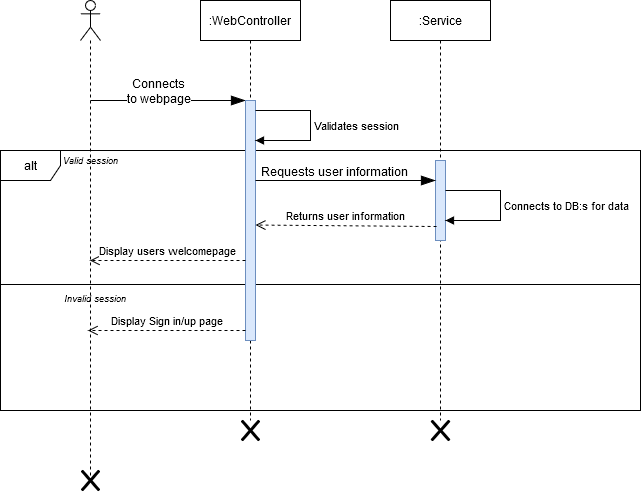 :WebController
:Service
Connects
to webpage
Validates session
alt
Valid session
Requests user information
Connects to DB:s for data
Returns user information
Display users welcomepage
Invalid session
Display Sign in/up page